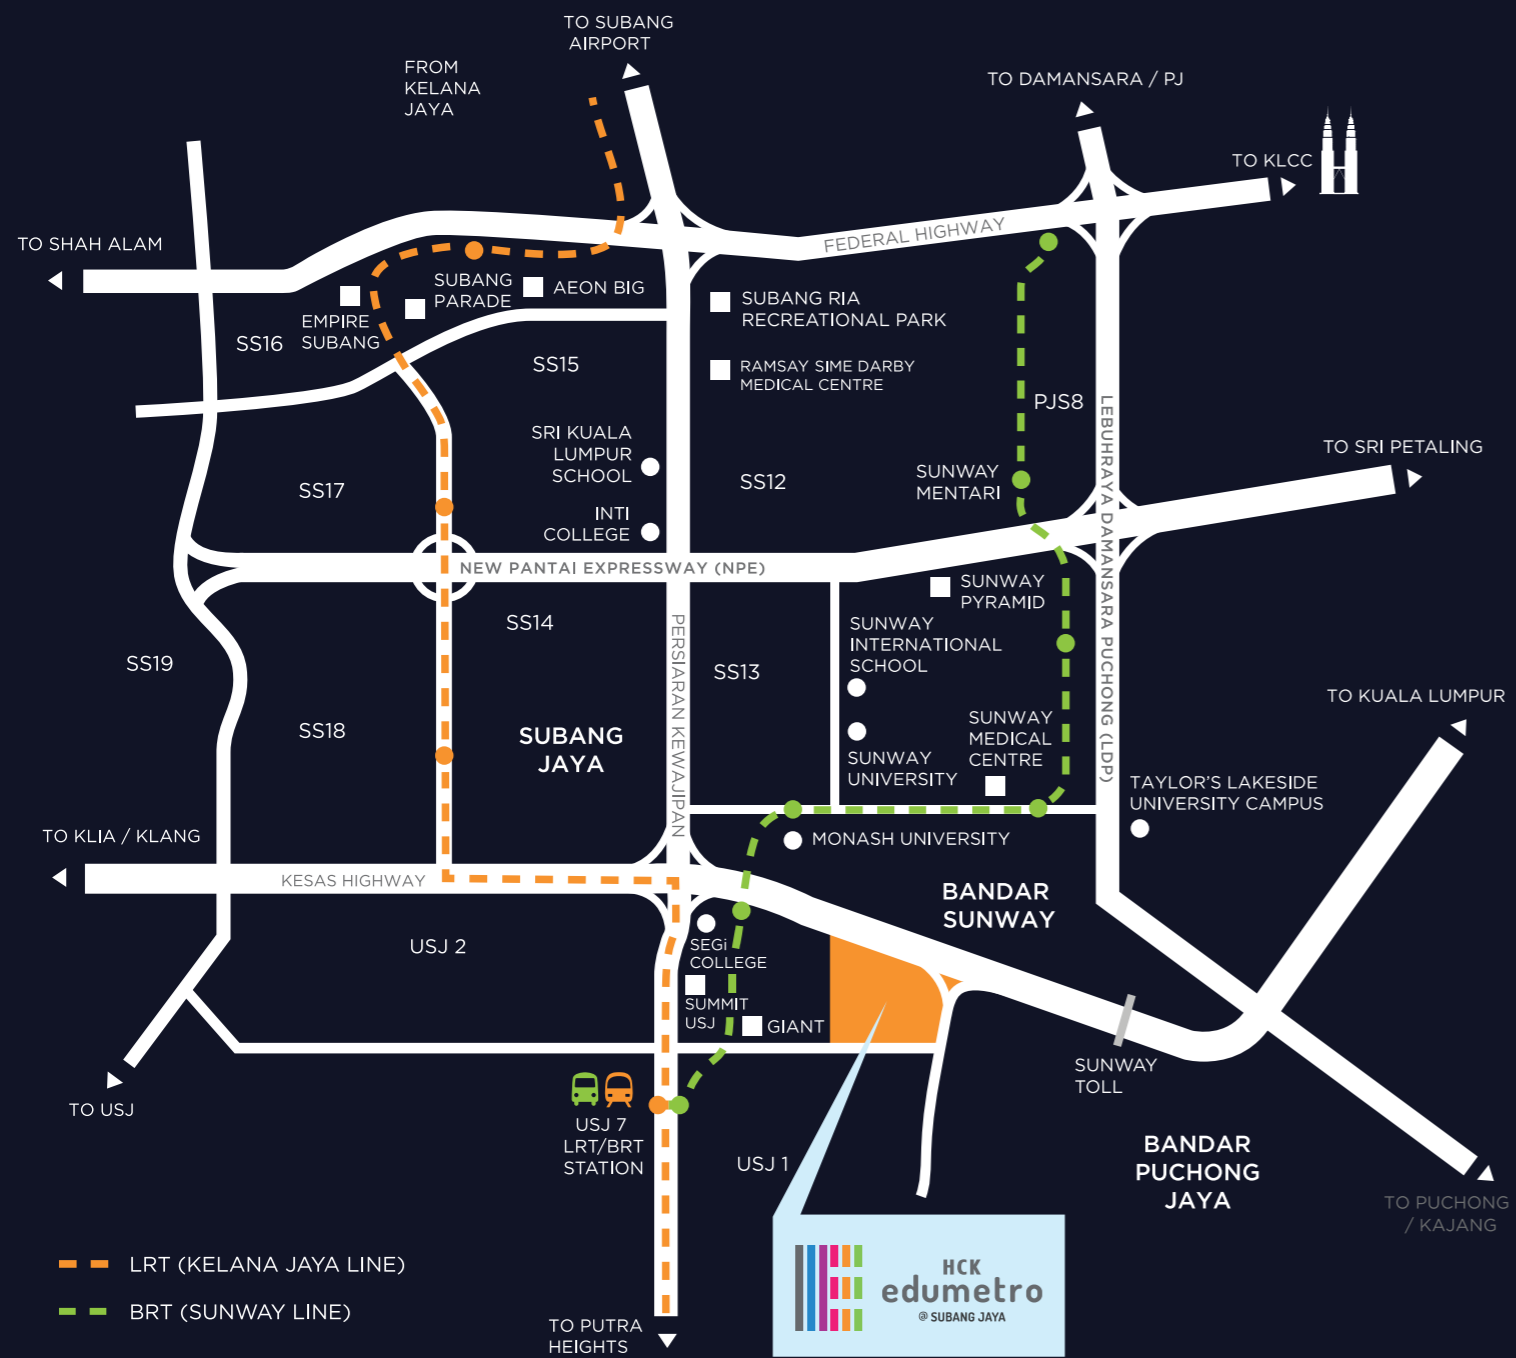 TO SUBANG
AIRPORT
FROM
KELANA
JAYA
TO DAMANSARA / PJ
TO KLCC
TO SHAH ALAM
FEDERAL HIGHWAY
SUBANG
PARADE
AEON BIG
SUBANG RIA
RECREATIONAL PARK
EMPIRE
SUBANG
SS16
SS15
RAMSAY SIME DARBY
MEDICAL CENTRE
PJS8
LEBUHRAYA DAMANSARA PUCHONG (LDP)
SRI KUALA
LUMPUR
SCHOOL
TO SRI PETALING
SS17
SS12
SUNWAY
MENTARI
INTI
COLLEGE
NEW PANTAI EXPRESSWAY (NPE)
SUNWAY
PYRAMID
SS14
PERSIARAN KEWAJIPAN
SUNWAY
INTERNATIONAL
SCHOOL
SS19
SS13
TO KUALA LUMPUR
SS18
SUBANG
JAYA
SUNWAY
MEDICAL
CENTRE
SUNWAY
UNIVERSITY
TAYLOR'S LAKESIDE
UNIVERSITY CAMPUS
TO KLIA / KLANG
MONASH UNIVERSITY
KESAS HIGHWAY
BANDAR
SUNWAY
USJ 2
SEGi
COLLEGE
SUMMIT
USJ
GIANT
SUNWAY
TOLL
TO USJ
USJ 7
LRT/BRT
STATION
USJ 1
BANDAR
PUCHONG
JAYA
TO PUCHONG
/ KAJANG
LRT (KELANA JAYA LINE)
BRT (SUNWAY LINE)
TO PUTRA
HEIGHTS
HCK
edumetro
@ SUBANG JAYA